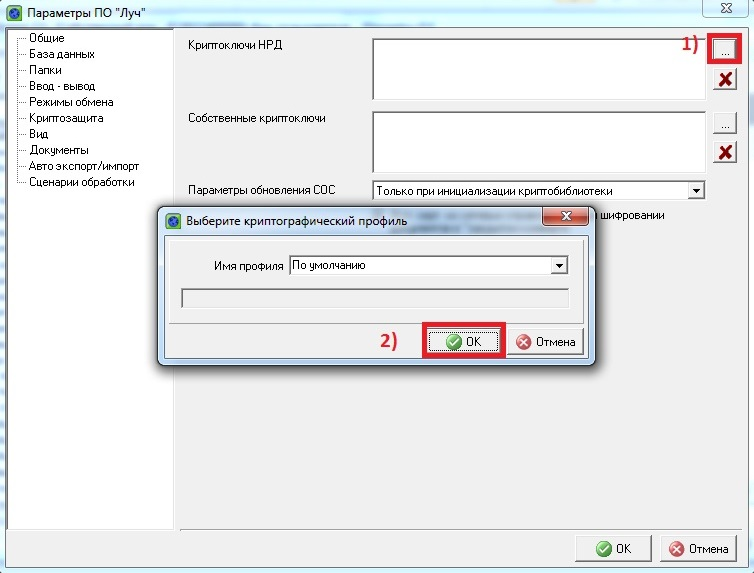 Параметры ПО "Луч"
Общие
База данных
Папки
Ввод - вывод
Режимы обмена
Криптозащита
Вид
Документы
Авто экспорт/импорт
Сценарии обработки
Криптоключи НРД
1)
...
Собственные криптоключи
...
Параметры обновления СОС
Только при инициализации криптобиблиотеки
шифровании
Выберите криптографический профиль
Имя профиля
По умолчанию
2)
OK
Отмена
OK
Отмена